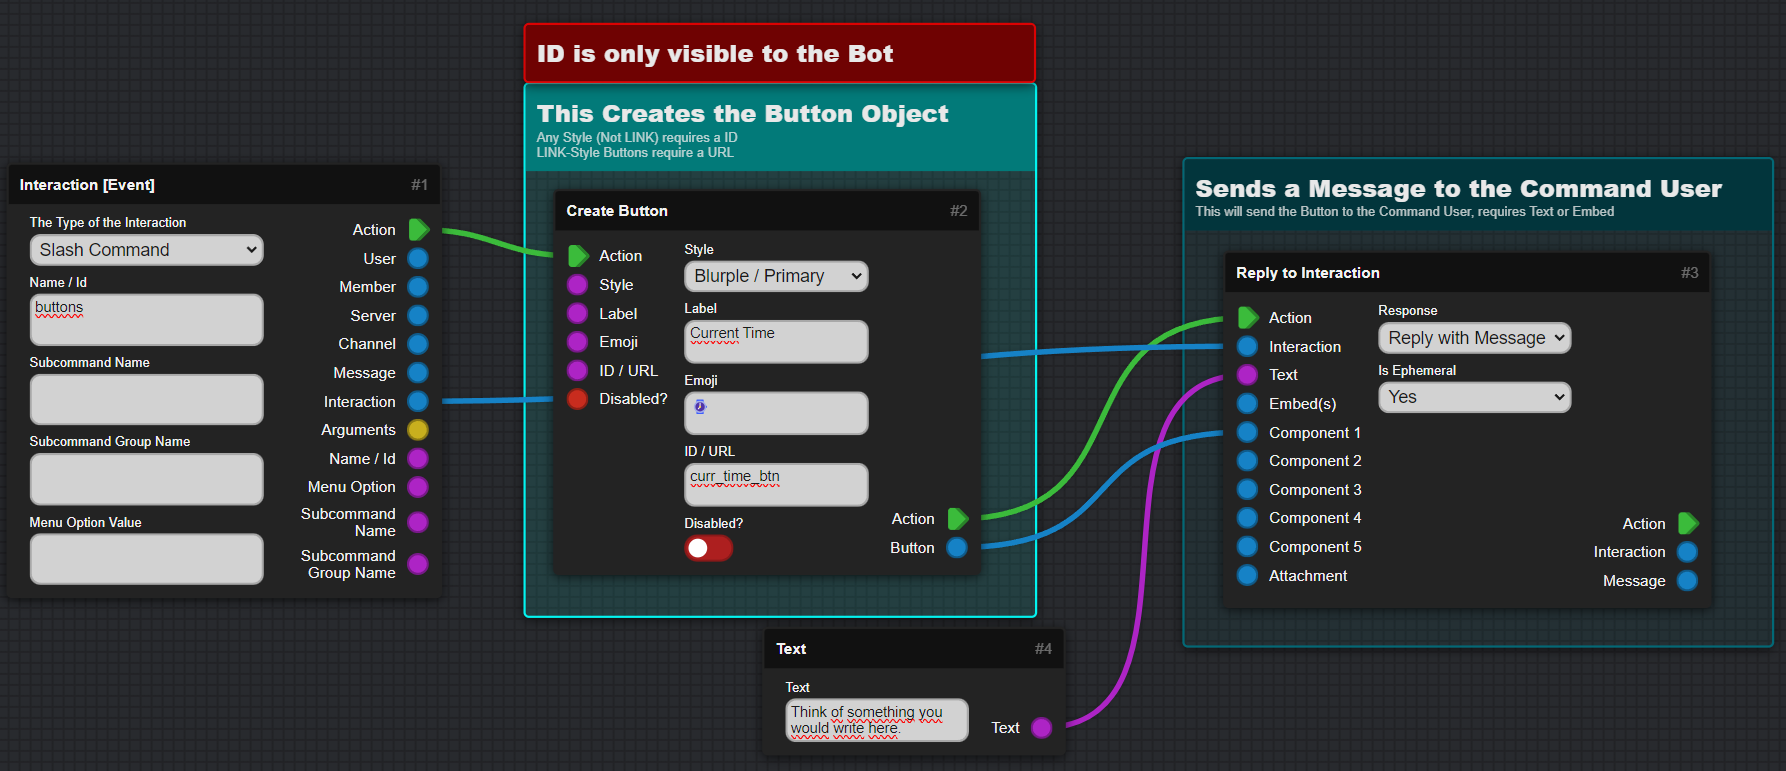 ID is only visible to the Bot
This Creates the Button Object
Any Style (Not LINK) requires a ID
LINK-Style Buttons require a URL
Interaction [Event]
#1
The Type of the Interaction
Slash Command
Name / Id
buttons
Subcommand Name
Subcommand Group Name
Menu Option Value
Action
User
Member
Server
Channel
Message
Interaction
Arguments
Name / Id
Menu Option
Subcommand
Name
Subcommand
Group Name
Create Button
#2
Action
Style
Label
Emoji
ID / URL
Disabled?
Style
Blurple / Primary
Label
Current Time
Emoji
ID / URL
curr_time_btn
Disabled?
Action
Button
Sends a Message to the Command User
This will send the Button to the Command User, requires Text or Embed
Reply to Interaction
#3
Action
Interaction
Text
Embed(s)
Component 1
Component 2
Component 3
Component 4
Component 5
Attachment
Response
Reply with Message
Is Ephemeral
Yes
Action
Interaction
Message
Text
#4
Text
Think of something you
would write here.
Text